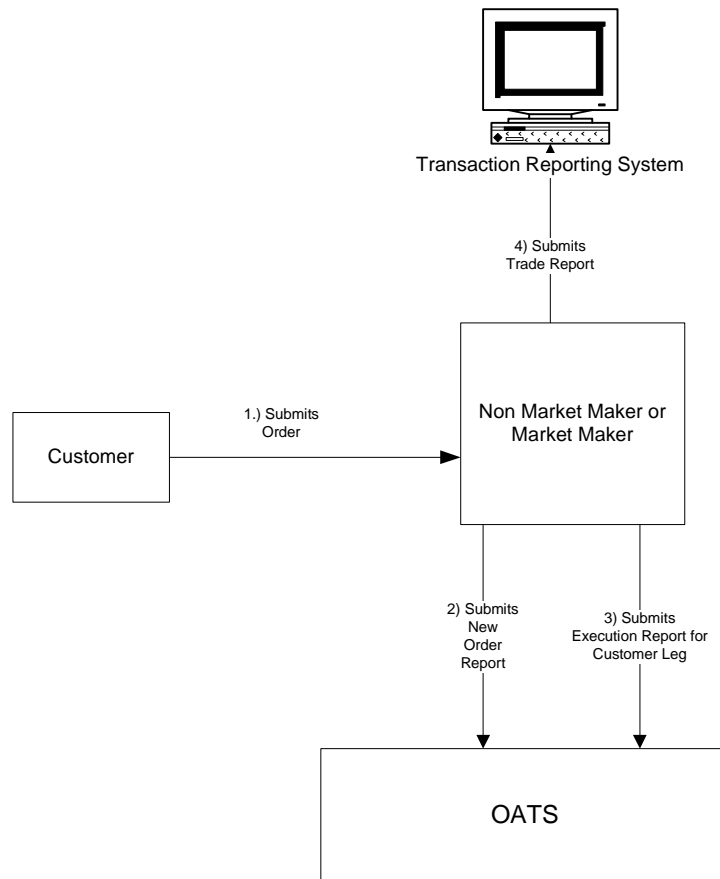 Transaction Reporting System
4) Submits
Trade Report
Non Market Maker or
Market Maker
1.) Submits
Order
Customer
2) Submits
New
Order
Report
3) Submits
Execution Report for
Customer Leg
OATS